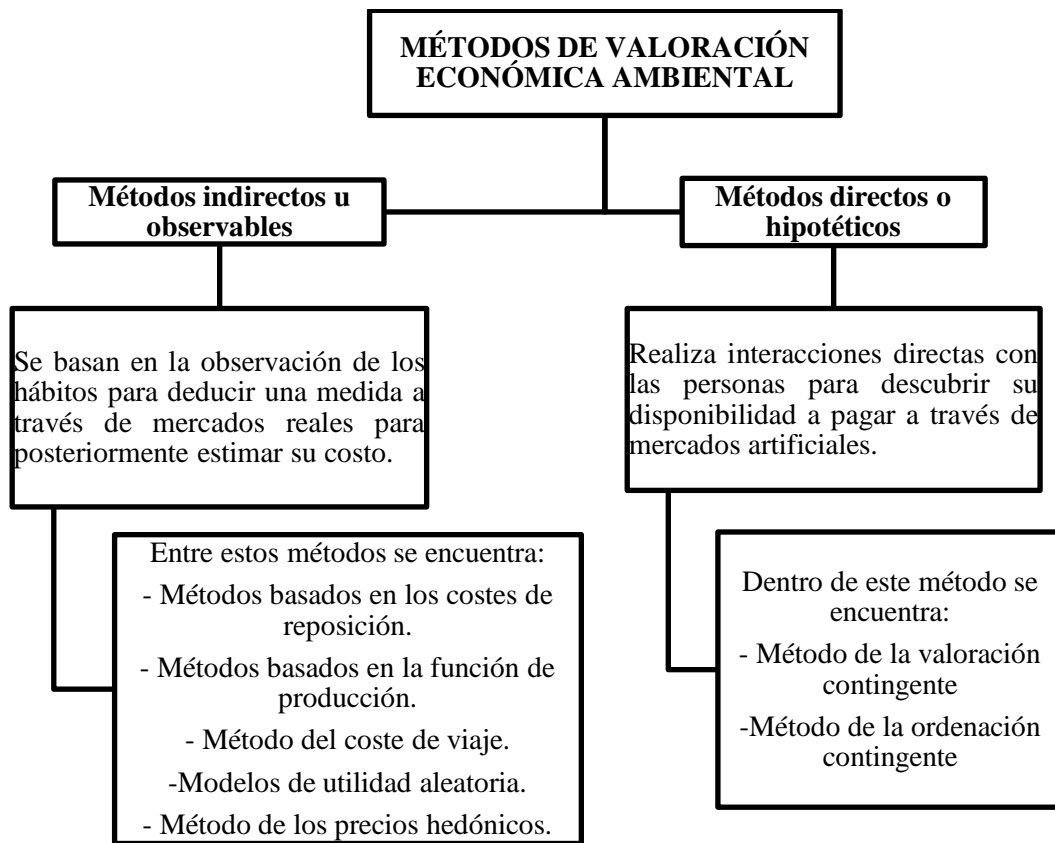 MÉTODOS DE VALORACIÓN
ECONÓMICA AMBIENTAL
Métodos indirectos u
observables
Se basan en la observación de los
hábitos para deducir una medida a
través de mercados reales para
posteriormente estimar su costo.
Entre estos métodos se encuentra:
- Métodos basados en los costes de
reposición.
- Métodos basados en la función de
producción.
- Método del coste de viaje.
-Modelos de utilidad aleatoria.
- Método de los precios hedónicos.
Métodos directos o
hipotéticos
Realiza interacciones directas con
las personas para descubrir su
disponibilidad a pagar a través de
mercados artificiales.
Dentro de este método se
encuentra:
- Método de la valoración
contingente
-Método de la ordenación
contingente